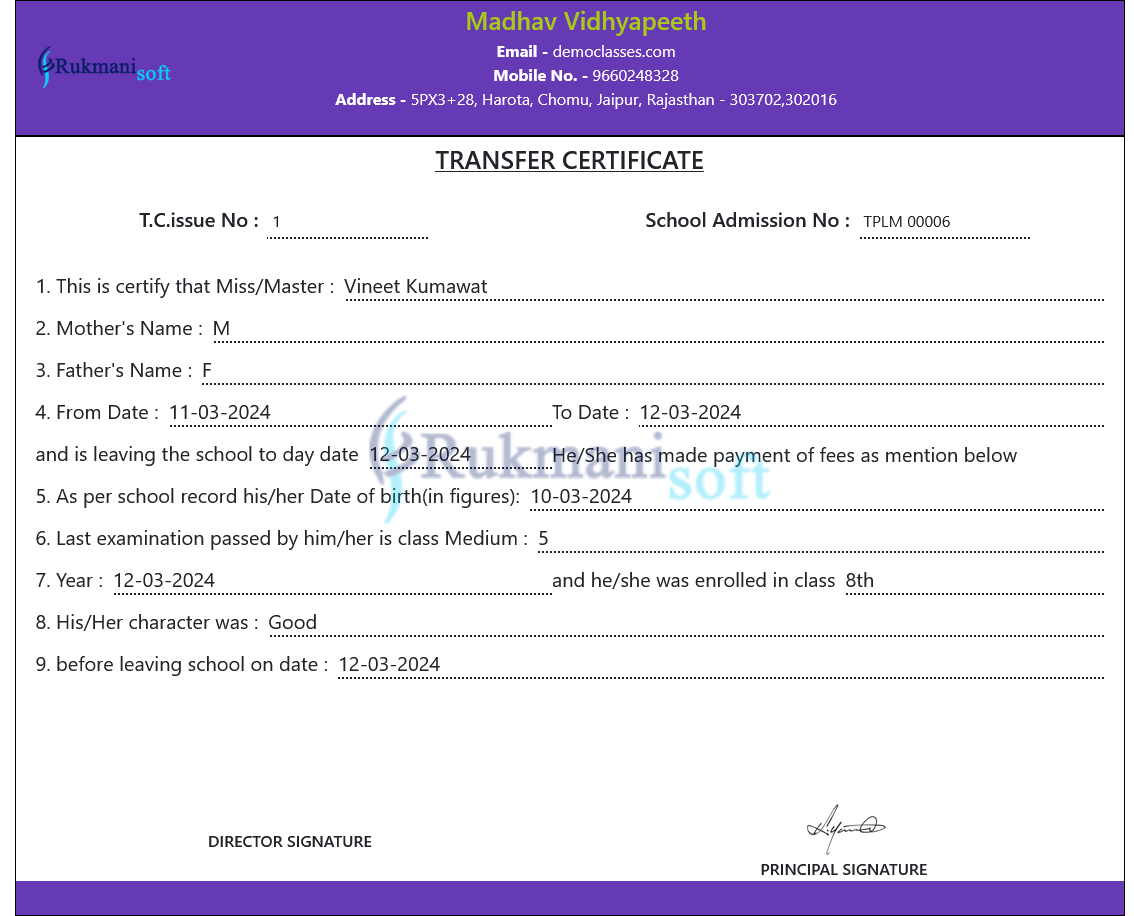 Madhav Vidhyapeeth
Email - democlasses.com
Mobile No. - 9660248328
Address - 5PX3+28, Harota, Chomu, Jaipur, Rajasthan - 303702,302016
Rukmanisoft
TRANSFER CERTIFICATE
T.C.issue No : 1 School Admission No : TPLM 00006
1. This is certify that Miss/Master : Vineet Kumawat
2. Mother's Name : M
3. Father's Name : F
4. From Date : 11-03-2024 To Date : 12-03-2024
and is leaving the school to day date 12-03-2024 He/She has made payment of fees as mention below
Rukmanisoft
5. As per school record his/her Date of birth(in figures): 10-03-2024
6. Last examination passed by him/her is class Medium : 5
7. Year : 12-03-2024 and he/she was enrolled in class 8th
8. His/Her character was : Good
9. before leaving school on date : 12-03-2024
DIRECTOR SIGNATURE
PRINCIPAL SIGNATURE